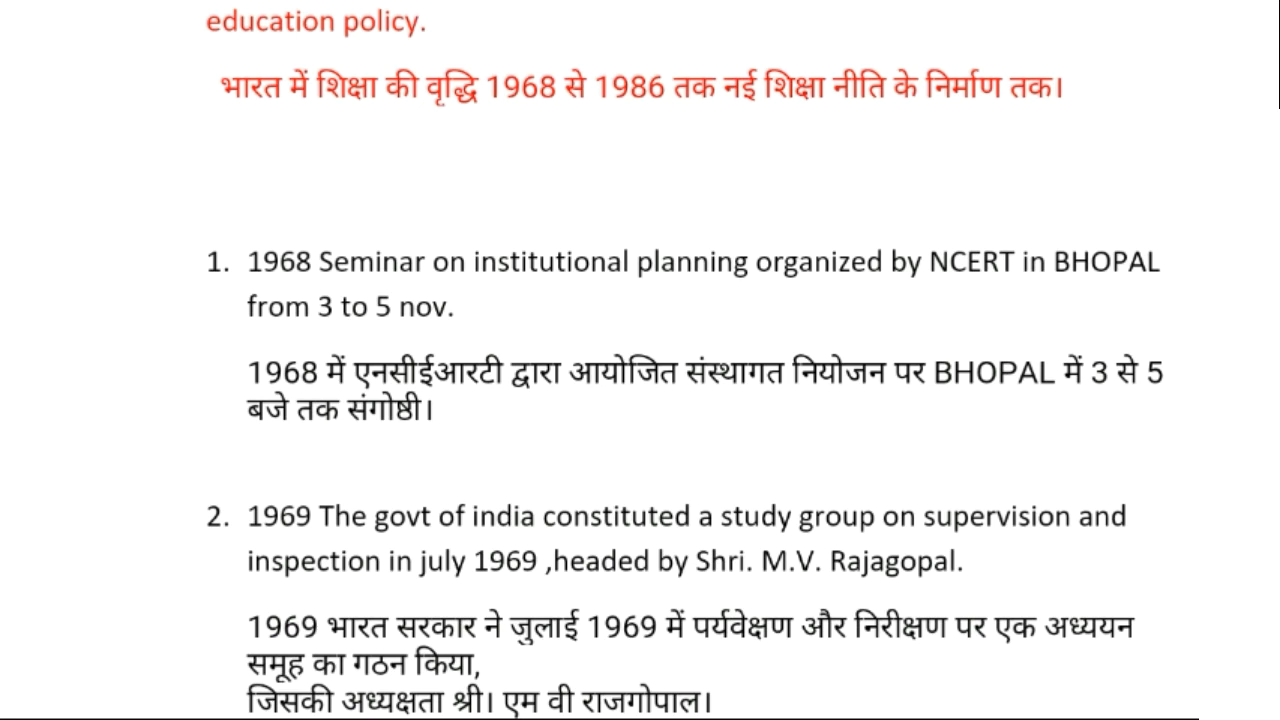 education policy.
भारत में शिक्षा की वृद्धि 1968 से 1986 तक नई शिक्षा नीति के निर्माण तक।
1. 1968 Seminar on institutional planning organized by NCERT in BHOPAL
from 3 to 5 nov.
1968 में एनसीईआरटी द्वारा आयोजित संस्थागत नियोजन पर BHOPAL में 3 से 5
बजे तक संगोष्ठी।
2. 1969 The govt of india constituted a study group on supervision and
inspection in july 1969 ,headed by Shri. M.V. Rajagopal.
1969 भारत सरकार ने जुलाई 1969 में पर्यवेक्षण और निरीक्षण पर एक अध्ययन
समूह का गठन किया,
जिसकी अध्यक्षता श्री। एम वी राजगोपाल।